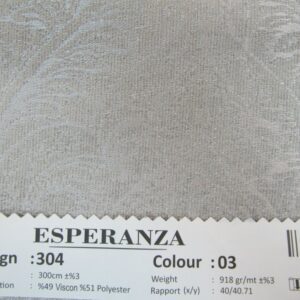 ESPERANZA
gn :304 Colour :03
: 300cm ±%3 Weight : 918 gr/mt ±%3
tion : %49 Viscon %51 Polyester Rapport (x/y) : 40/40.71